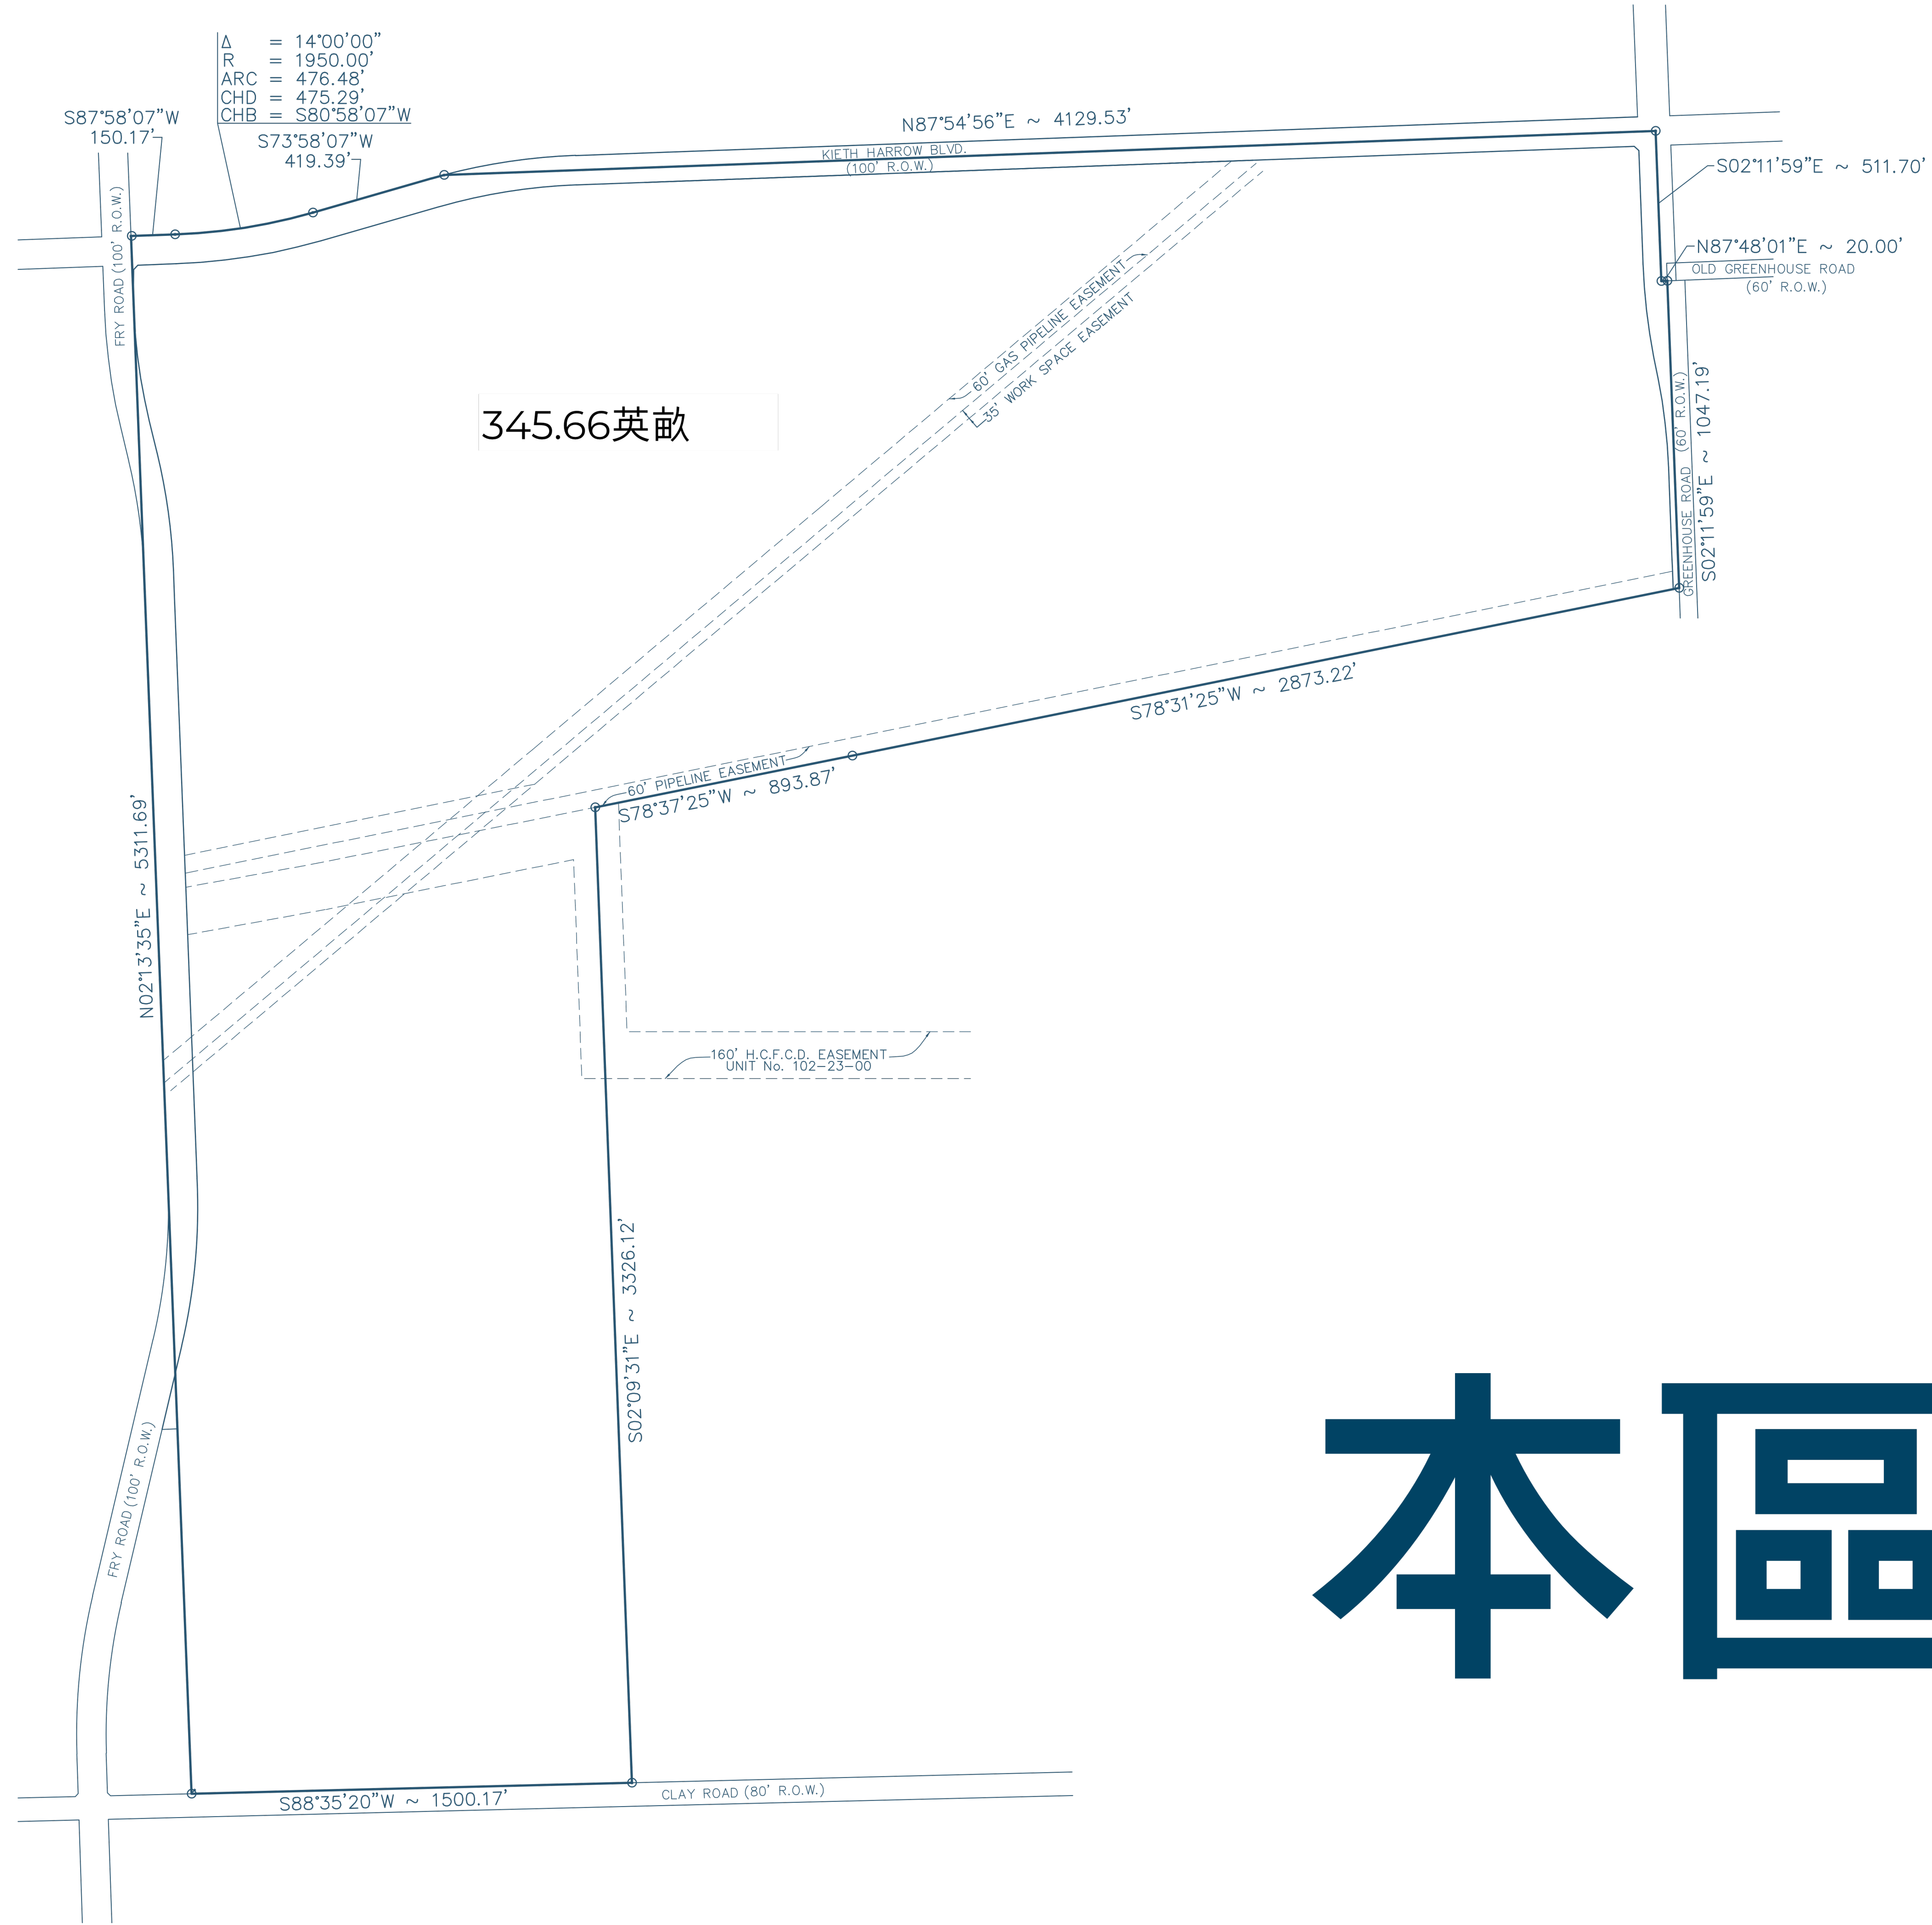 Δ = 14°00'00"
R = 1950.00'
ARC = 476.48'
CHD = 475.29'
CHB = S80°58'07"W
S87°58'07"W
150.17'
S73°58'07"W
419.39'
N87°54'56"E ~ 4129.53'
KIETH HARROW BLVD.
(100' R.O.W.)
S02°11'59"E ~ 511.70'
N87°48'01"E ~ 20.00'
OLD GREENHOUSE ROAD
(60' R.O.W.)
FRY ROAD (100' R.O.W.)
60' GAS PIPELINE EASEMENT
35' WORK SPACE EASEMENT
345.66英畝
GREENHOUSE ROAD (60' R.O.W.)
S02°11'59"E ~ 1047.19'
S78°31'25"W ~ 2873.22'
60' PIPELINE EASEMENT
S78°37'25"W ~ 893.87'
N02°13'35"E ~ 5311.69'
160' H.C.F.C.D. EASEMENT
UNIT No. 102-23-00
S02°09'31"E ~ 3326.12'
FRY ROAD (100' R.O.W.)
本區
S88°35'20"W ~ 1500.17'
CLAY ROAD (80' R.O.W.)